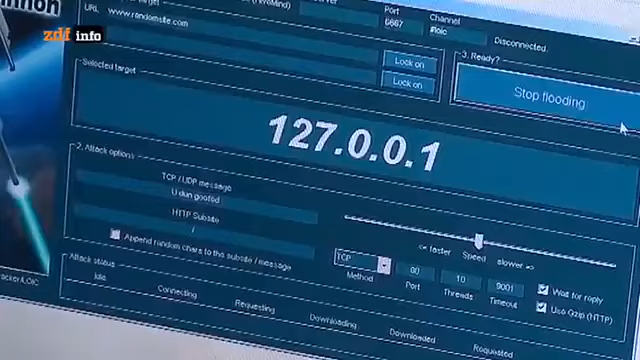 nnon
zdf info
URL www.randomsite.com
Port
6667
Channel
#loic
Disconnected.
Lock on
Lock on
3. Ready?
Stop flooding
Selected target
127.0.0.1
2. Attack options
TCP / UDP message
U dun goofed
HTTP Subsite
/
Append random chars to the subsite / message
<= faster Speed slower =>
TCP
Method
80
Port
10
Threads
9001
Timeout
Wait for reply
Use Gzip (HTTP)
Attack status
Idle
Connecting
Requesting
Downloading
Downloaded
Requested